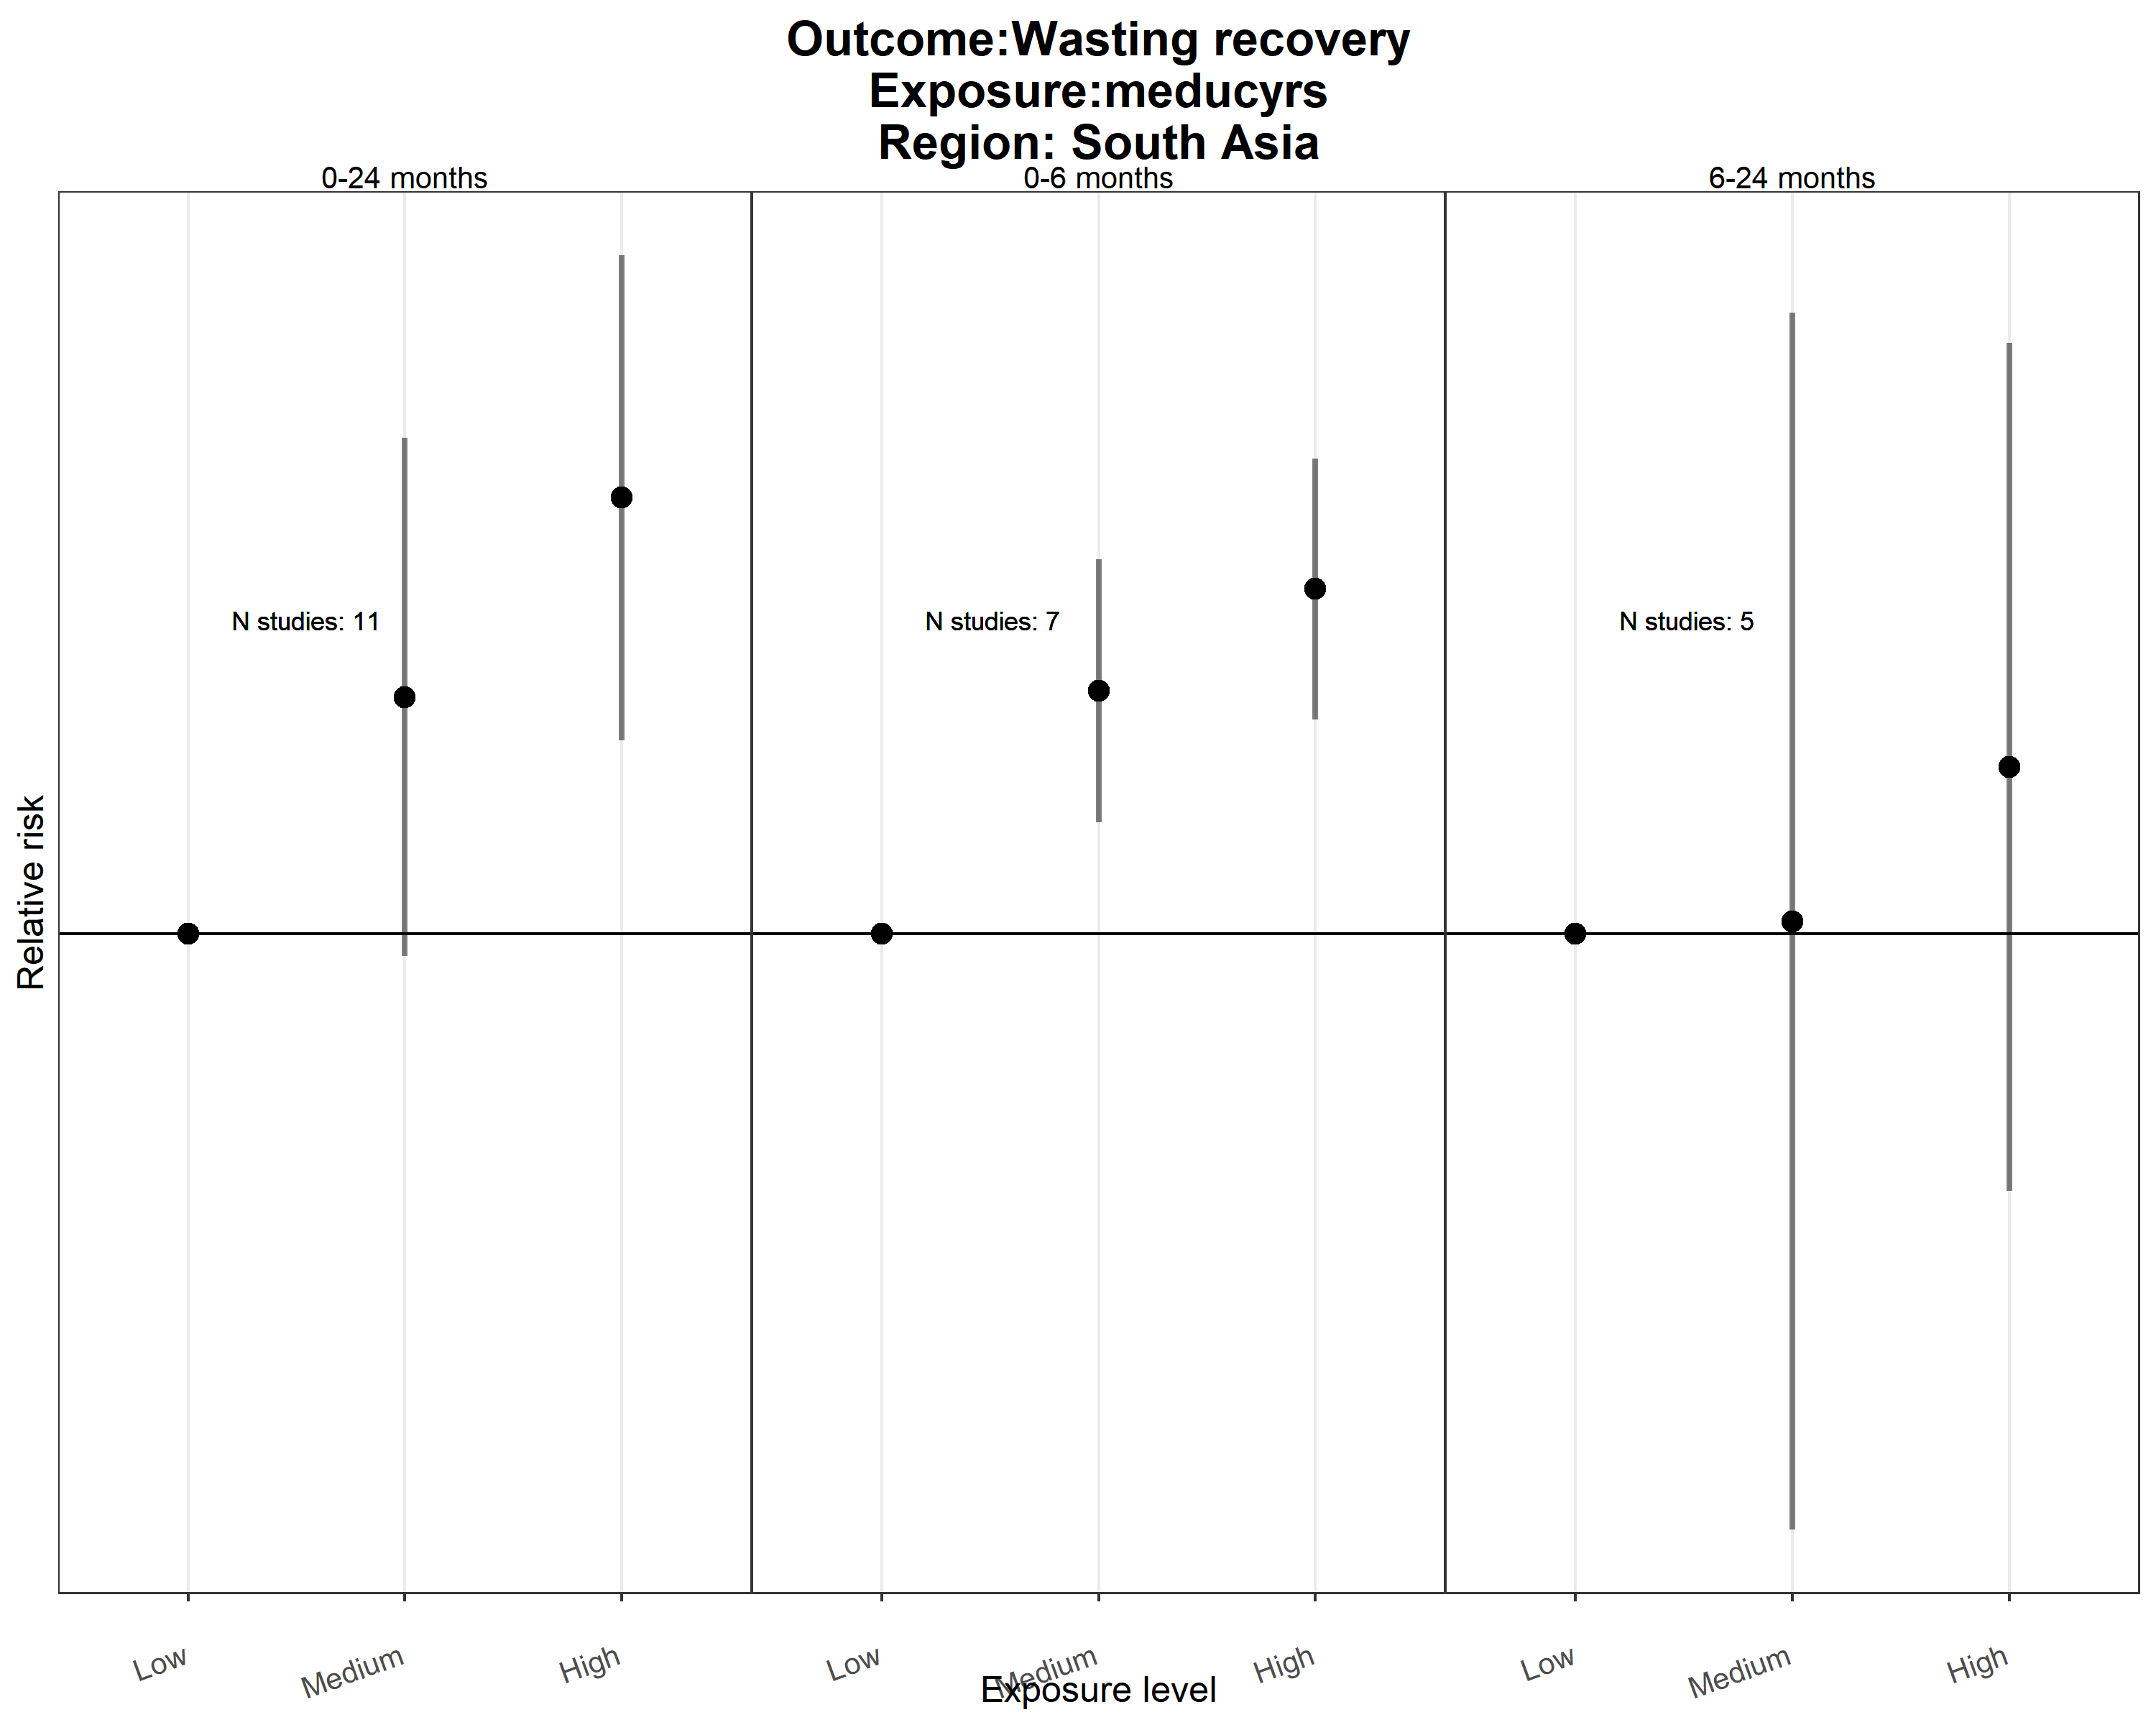 Outcome:Wasting recovery
Exposure:meducyrs
Region: South Asia
0-24 months
0-6 months
6-24 months
N studies: 11
N studies: 7
N studies: 5
Relative risk
Low
Medium
High
Low
Medium
High
Low
Medium
High
Exposure level